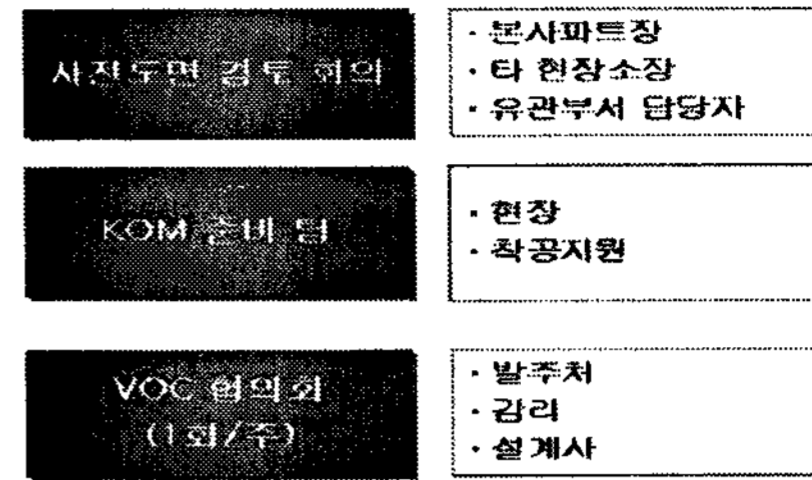 사전도면 검토 회의
· 본사파트장
· 타 현장소장
· 유관부서 담당자
KOM 준비 팀
· 현장
· 착공지원
VOC 협의회
(1회/주)
· 발주처
· 감리
· 설계사